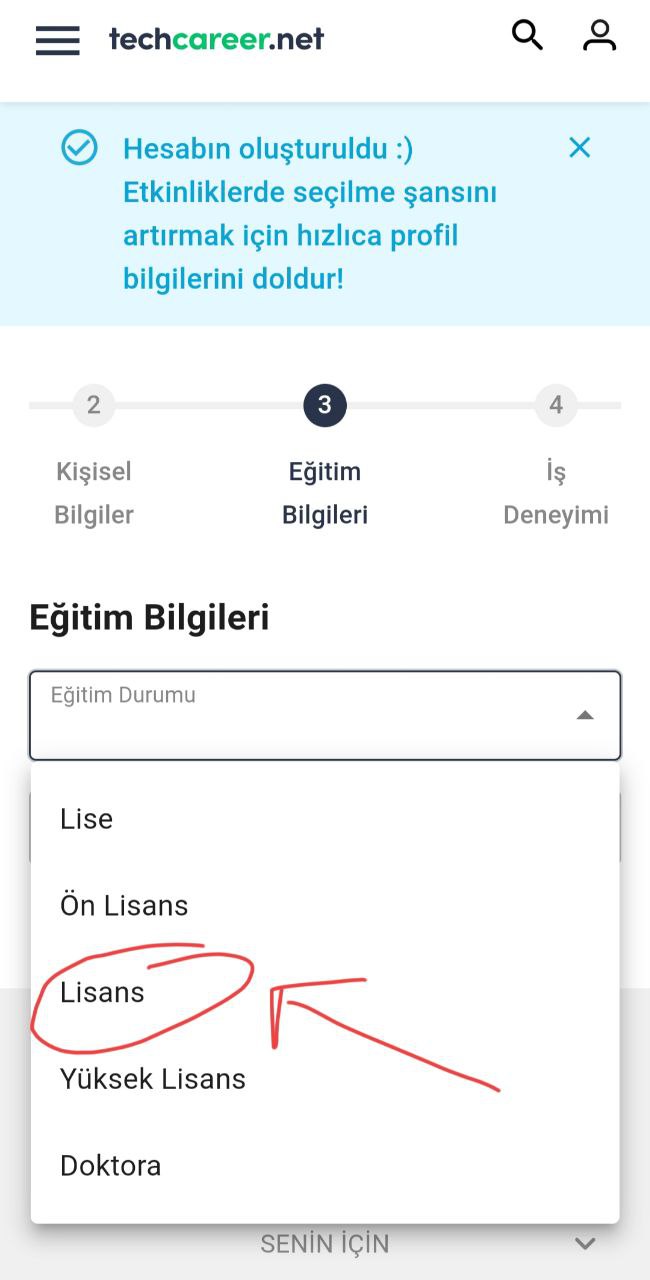 techcareer.net
Hesabın oluşturuldu :)
Etkinliklerde seçilme şansını
artırmak için hızlıca profil
bilgilerini doldur!
2
3
4
Kişisel
Bilgiler
Eğitim
Bilgileri
İş
Deneyimi
Eğitim Bilgileri
Eğitim Durumu
Lise
Ön Lisans
Lisans
Yüksek Lisans
Doktora
SENİN İÇİN